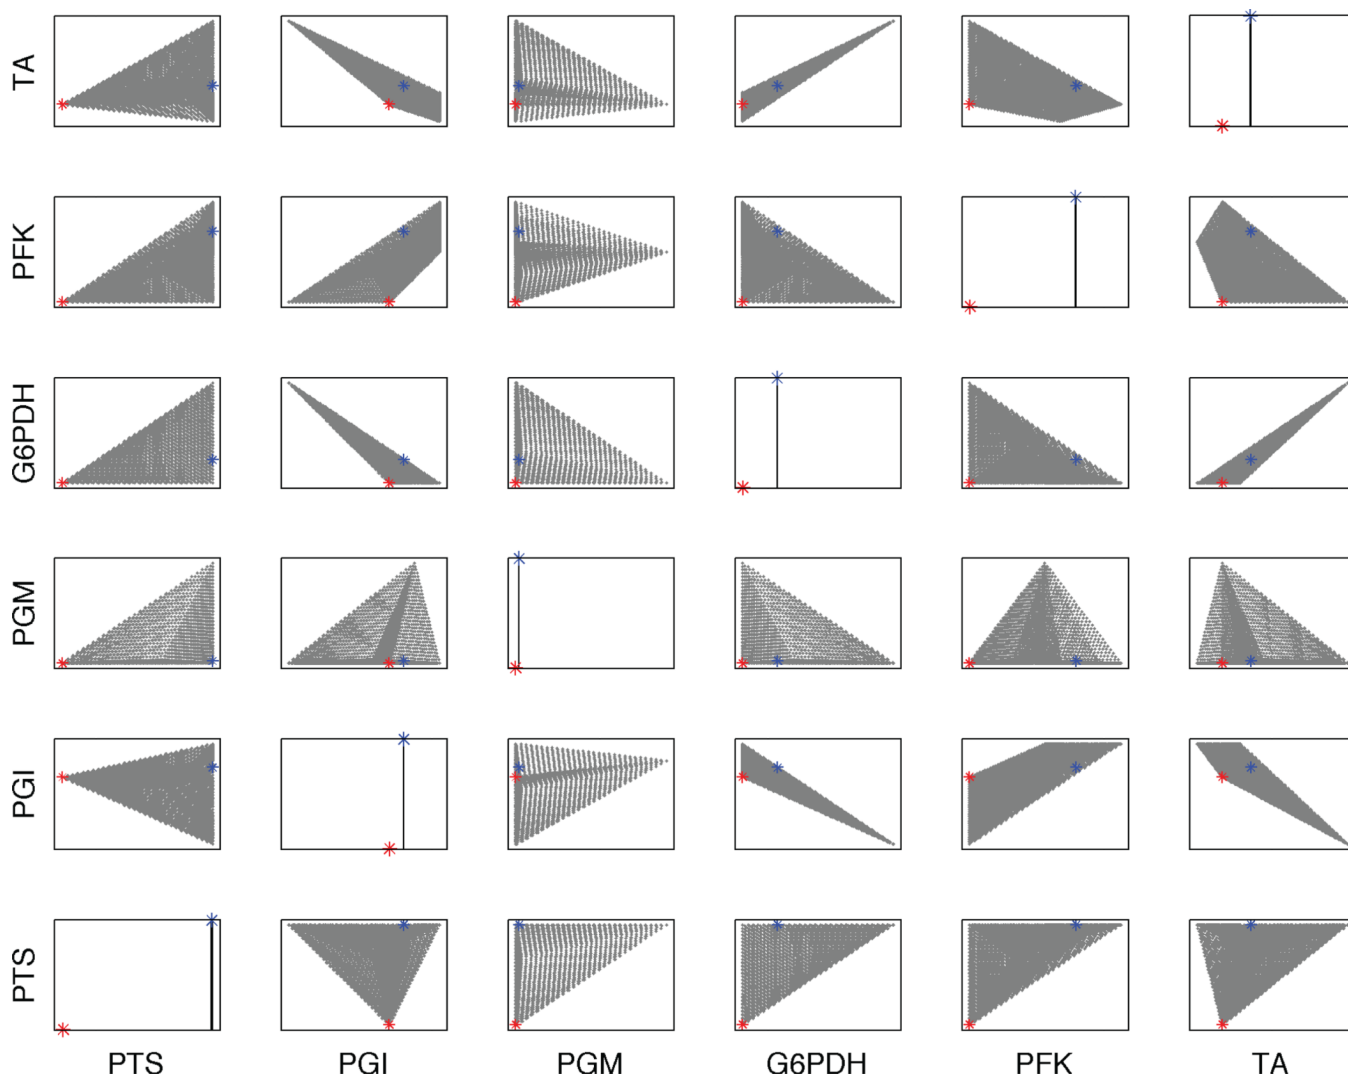 TA
PFK
G6PDH
PGM
PGI
PTS
PTS PGI PGM G6PDH PFK TA